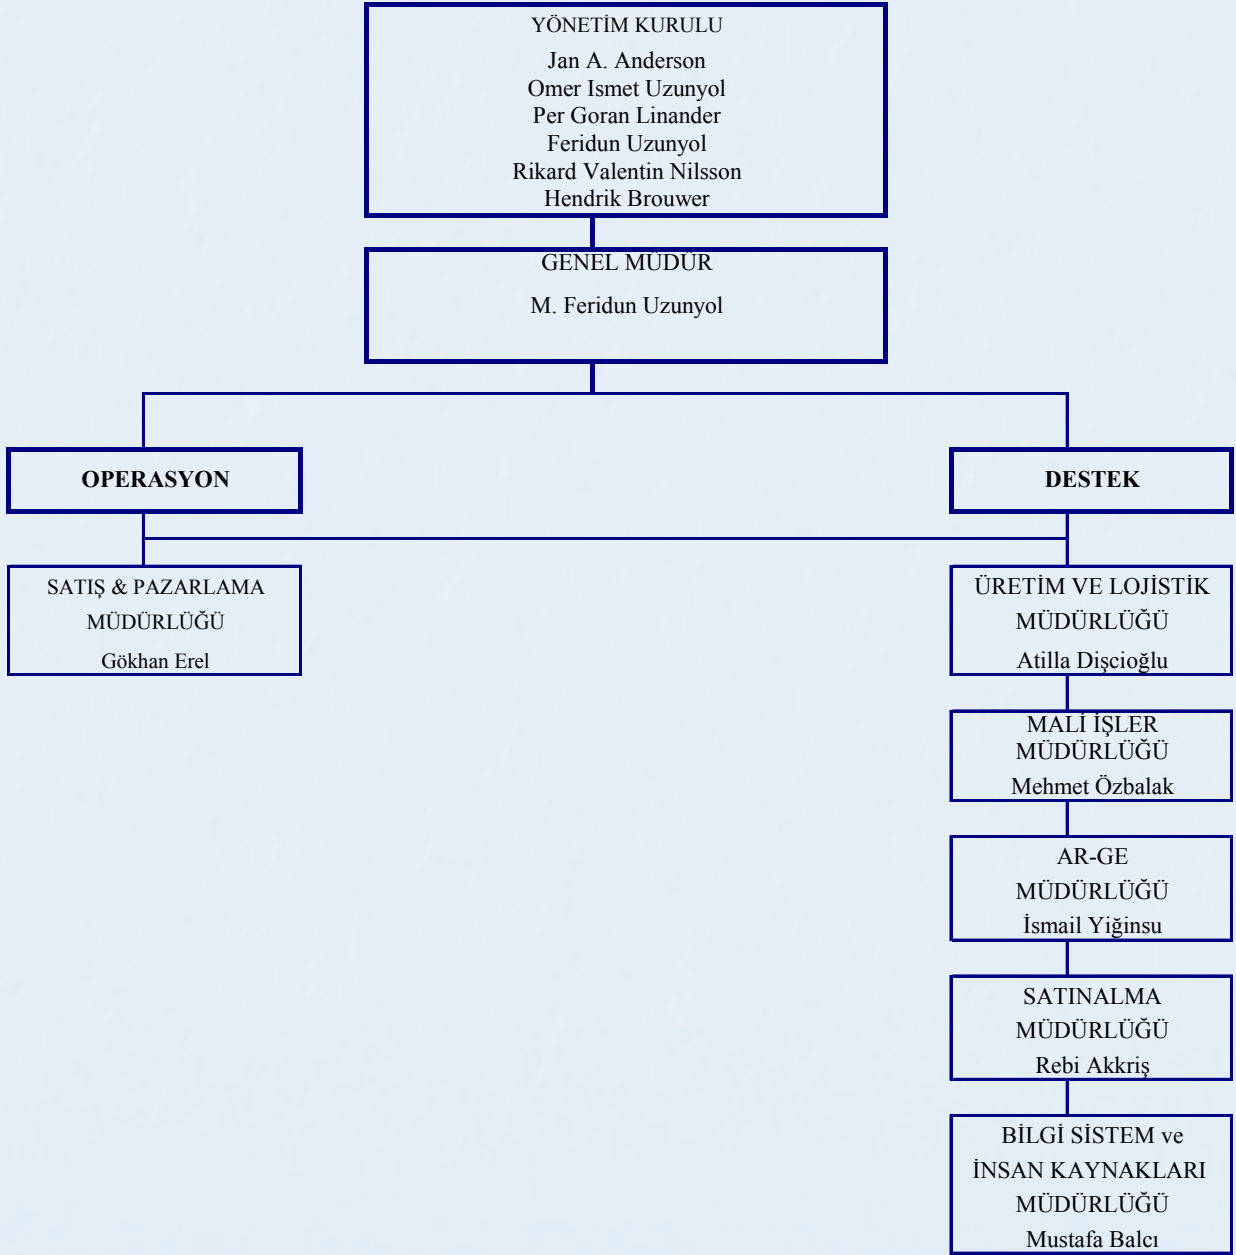 YÖNETİM KURULU
Jan A. Anderson
Omer Ismet Uzunyol
Per Goran Linander
Feridun Uzunyol
Rikard Valentin Nilsson
Hendrik Brouwer
GENEL MÜDÜR
M. Feridun Uzunyol
OPERASYON
DESTEK
SATIŞ & PAZARLAMA
MÜDÜRLÜĞÜ
Gökhan Erel
ÜRETİM VE LOJİSTİK
MÜDÜRLÜĞÜ
Atilla Dişcioğlu
MALİ İŞLER
MÜDÜRLÜĞÜ
Mehmet Özbalak
AR-GE
MÜDÜRLÜĞÜ
İsmail Yiğinsu
SATINALMA
MÜDÜRLÜĞÜ
Rebi Akkriş
BİLGİ SİSTEM ve
İNSAN KAYNAKLARI
MÜDÜRLÜĞÜ
Mustafa Balcı